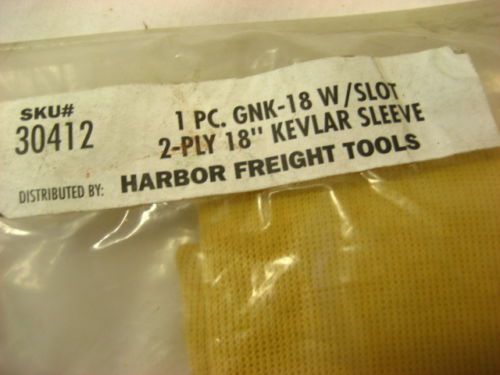 SKU#
30412
1 PC. GNK-18 W/SLOT
2-PLY 18" KEVLAR SLEEVE
DISTRIBUTED BY: HARBOR FREIGHT TOOLS